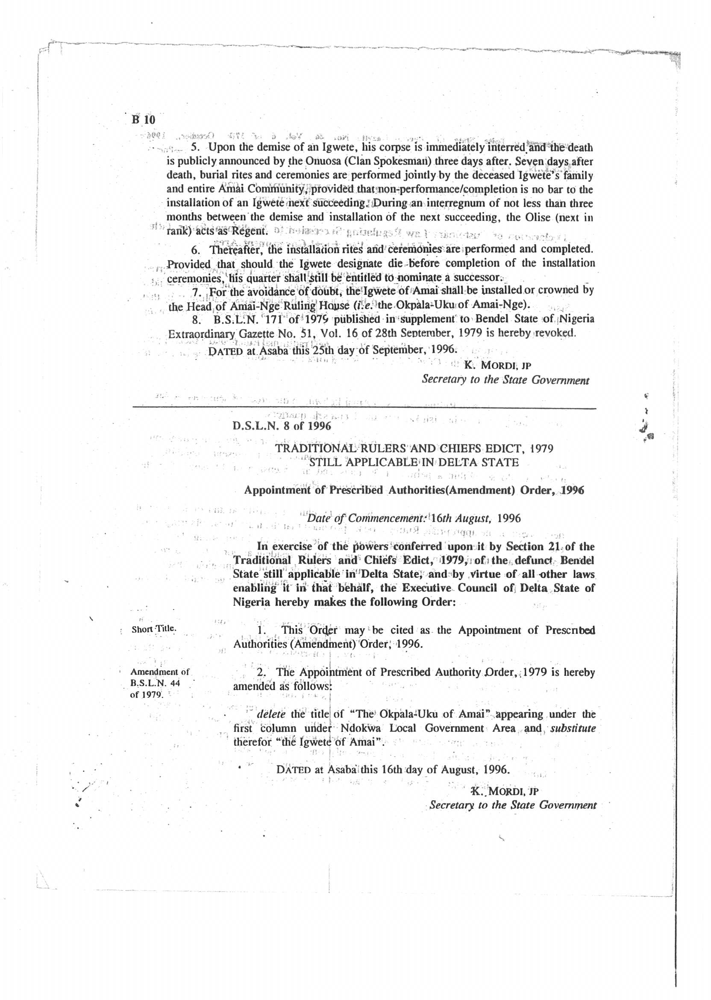 B 10
5. Upon the demise of an Igwete, his corpse is immediately interred and the death
is publicly announced by the Onuosa (Clan Spokesman) three days after. Seven days after
death, burial rites and ceremonies are performed jointly by the deceased Igwete's family
and entire Amai Community, provided that non-performance/completion is no bar to the
installation of an Igwete next succeeding. During an interregnum of not less than three
months between the demise and installation of the next succeeding, the Olise (next in
rank) acts as Regent.
6. Thereafter, the installation rites and ceremonies are performed and completed.
Provided that should the Igwete designate die before completion of the installation
ceremonies, his quarter shall still be entitled to nominate a successor.
7. For the avoidance of doubt, the Igwete of Amai shall be installed or crowned by
the Head of Amai-Nge Ruling House (i.e. the Okpala-Uku of Amai-Nge).
8. B.S.L.N. 171 of 1979 published in supplement to Bendel State of Nigeria
Extraordinary Gazette No. 51, Vol. 16 of 28th September, 1979 is hereby revoked.
DATED at Asaba this 25th day of September, 1996.
K. MORDI, JP
Secretary to the State Government
D.S.L.N. 8 of 1996
TRADITIONAL RULERS AND CHIEFS EDICT, 1979
STILL APPLICABLE IN DELTA STATE
Appointment of Prescribed Authorities(Amendment) Order, 1996
Date of Commencement: 16th August, 1996
In exercise of the powers conferred upon it by Section 21 of the
Traditional Rulers and Chiefs Edict, 1979, of the defunct Bendel
State still applicable in Delta State, and by virtue of all other laws
enabling it in that behalf, the Executive Council of Delta State of
Nigeria hereby makes the following Order:
Short Title.
1. This Order may be cited as the Appointment of Prescribed
Authorities (Amendment) Order, 1996.
Amendment of
B.S.L.N. 44
of 1979.
2. The Appointment of Prescribed Authority Order, 1979 is hereby
amended as follows:
delete the title of “The Okpala-Uku of Amai” appearing under the
first column under Ndokwa Local Government Area and substitute
therefor “the Igwete of Amai”.
DATED at Asaba this 16th day of August, 1996.
K. MORDI, JP
Secretary to the State Government